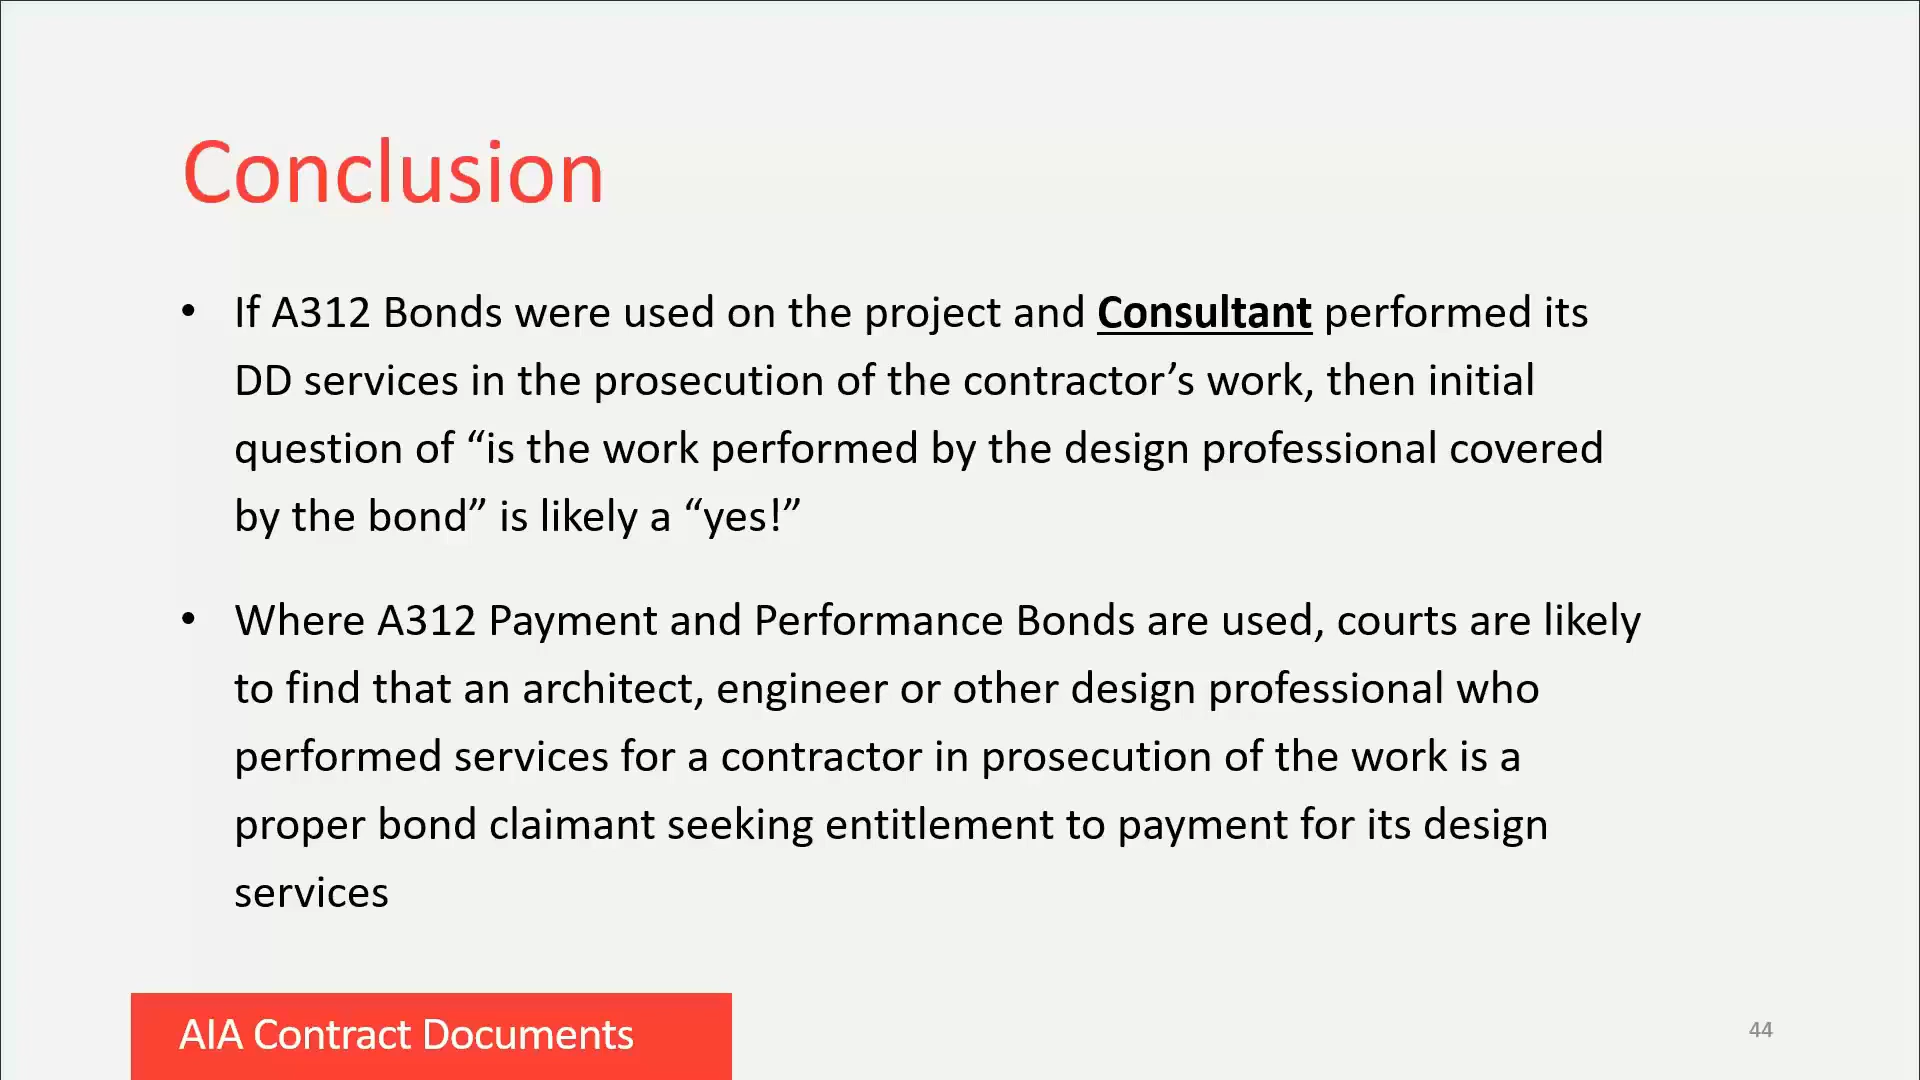 Conclusion
• If A312 Bonds were used on the project and Consultant performed its
DD services in the prosecution of the contractor’s work, then initial
question of “is the work performed by the design professional covered
by the bond” is likely a “yes!”
• Where A312 Payment and Performance Bonds are used, courts are likely
to find that an architect, engineer or other design professional who
performed services for a contractor in prosecution of the work is a
proper bond claimant seeking entitlement to payment for its design
services
AIA Contract Documents
44